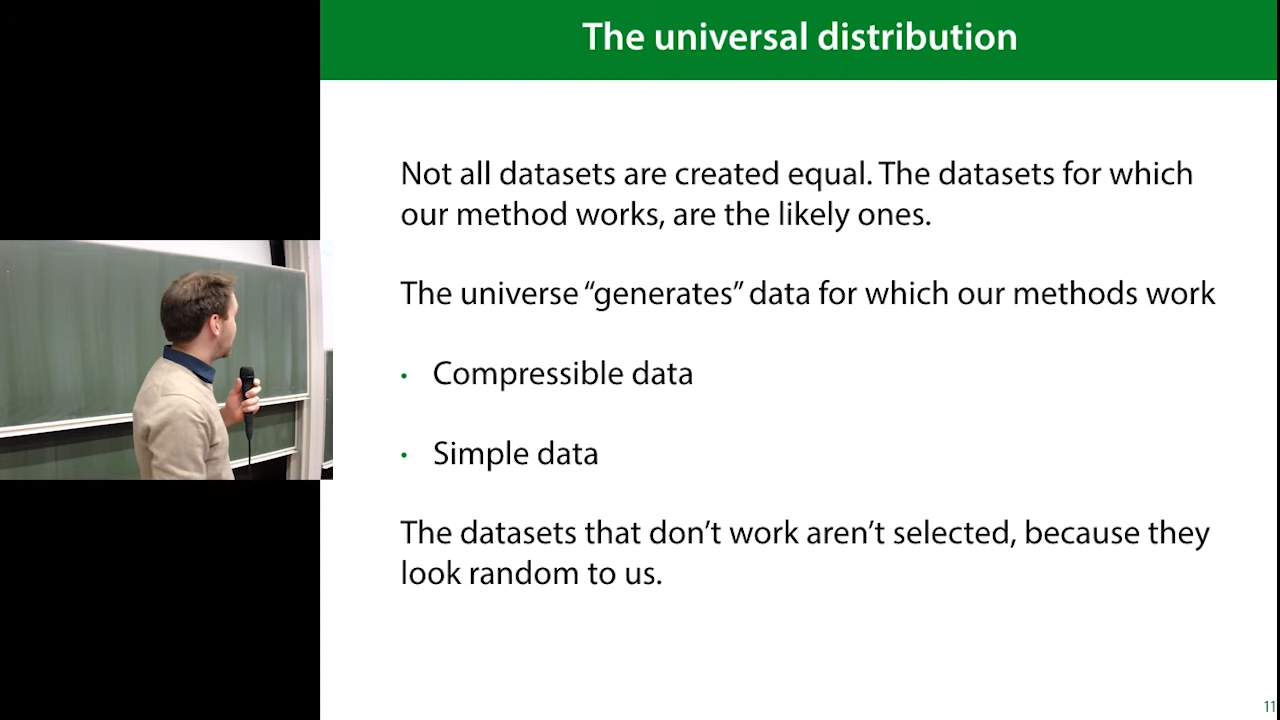 The universal distribution
Not all datasets are created equal. The datasets for which
our method works, are the likely ones.
The universe “generates” data for which our methods work
• Compressible data
• Simple data
The datasets that don’t work aren’t selected, because they
look random to us.
11